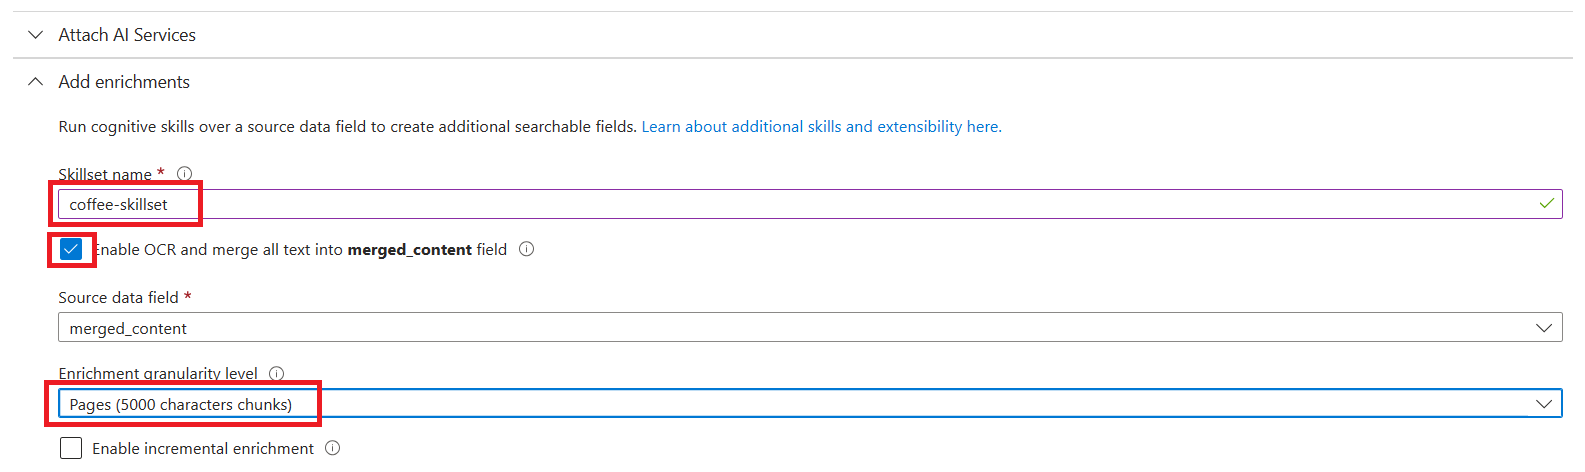 Attach AI Services
Add enrichments
Run cognitive skills over a source data field to create additional searchable fields. Learn about additional skills and extensibility here.
Skillset name *
coffee-skillset
Enable OCR and merge all text into merged_content field
Source data field *
merged_content
Enrichment granularity level
Pages (5000 characters chunks)
Enable incremental enrichment